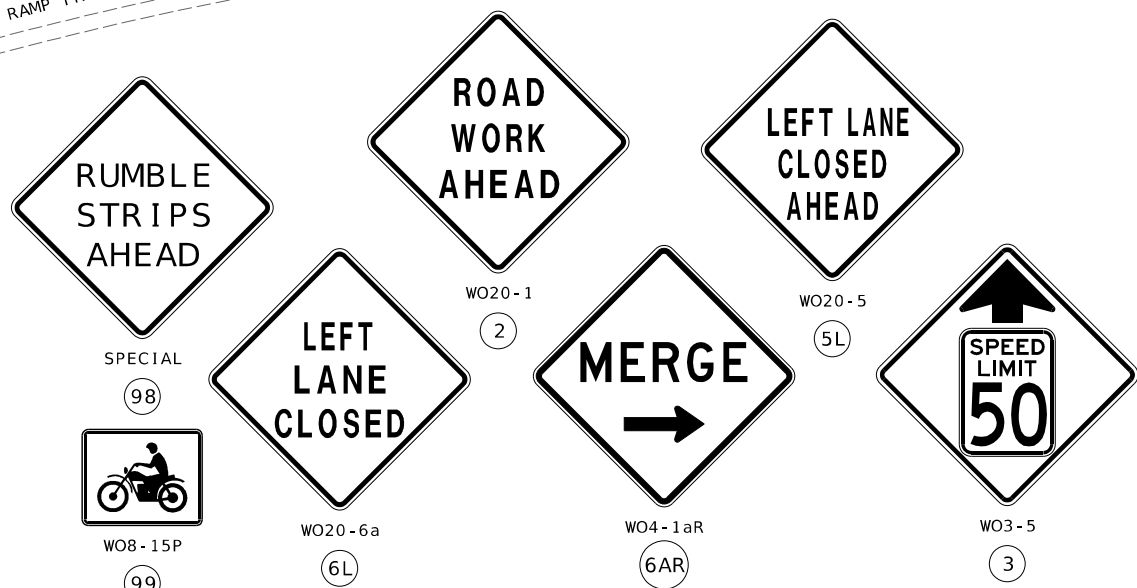 RAMP
ROAD
WORK
AHEAD
WO20-1
2
LEFT LANE
CLOSED
AHEAD
WO20-5
5L
RUMBLE
STRIPS
AHEAD
SPECIAL
98
WO8-15P
99
LEFT
LANE
CLOSED
WO20-6a
6L
MERGE
WO4-1aR
6AR
SPEED
LIMIT
50
WO3-5
3